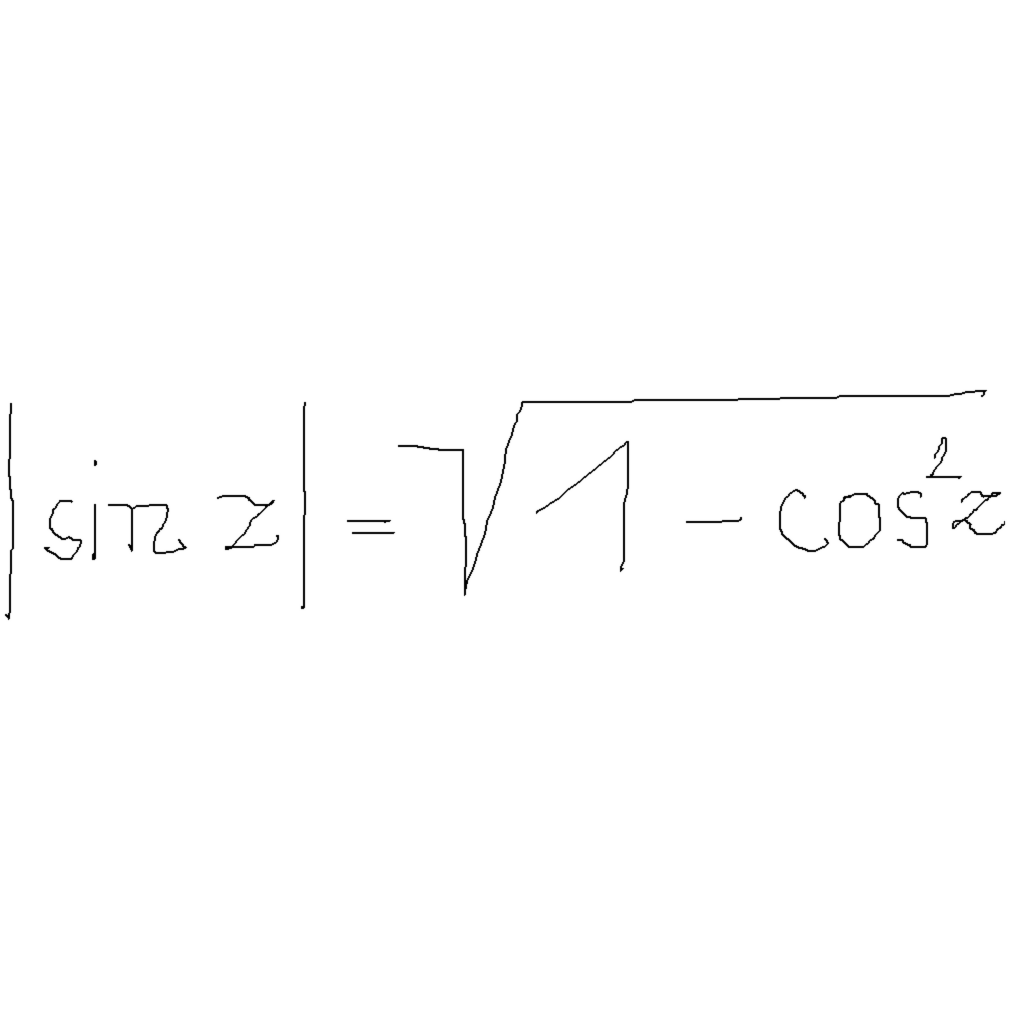 |sin z| = √(1 - cos²z)